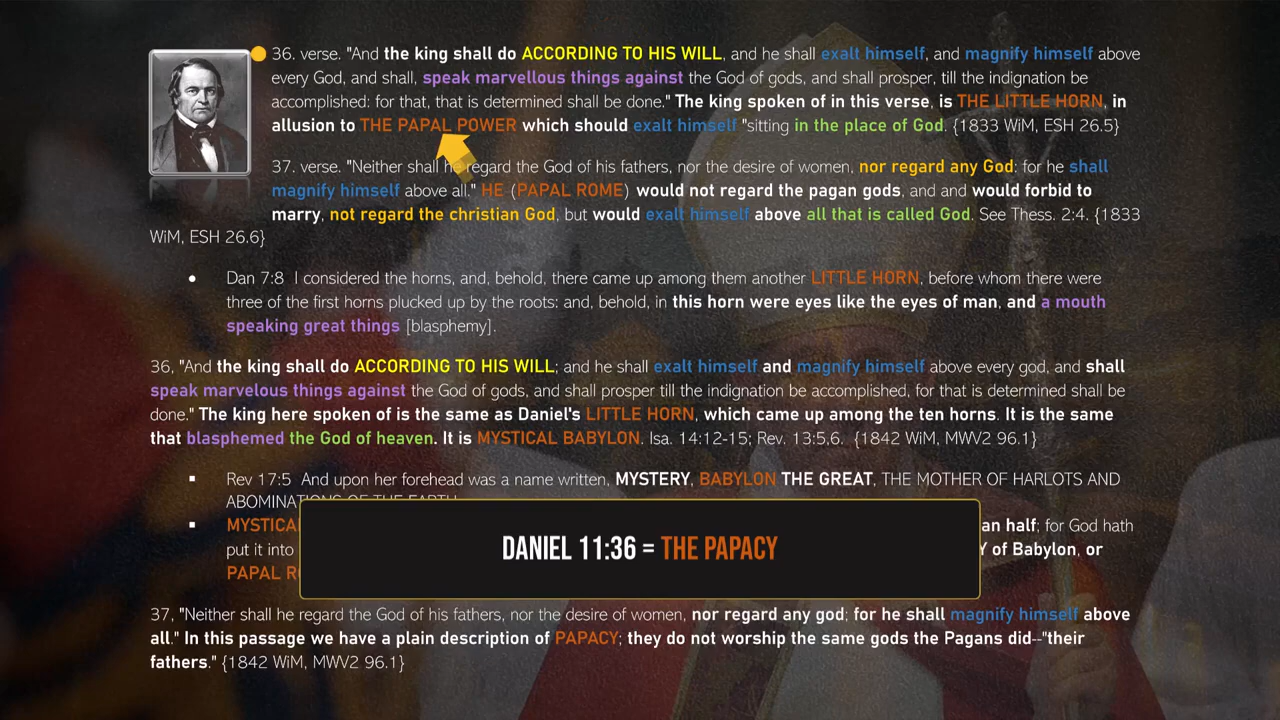 36. verse. "And the king shall do ACCORDING TO HIS WILL, and he shall exalt himself, and magnify himself above
every God, and shall, speak marvellous things against the God of gods, and shall prosper, till the indignation be
accomplished: for that, that is determined shall be done." The king spoken of in this verse, is THE LITTLE HORN, in
allusion to THE PAPAL POWER which should exalt himself "sitting in the place of God. {1833 WiM, ESH 26.5}
37. verse. "Neither shall he regard the God of his fathers, nor the desire of women, nor regard any God: for he shall
magnify himself above all." HE (PAPAL ROME) would not regard the pagan gods, and and would forbid to
marry, not regard the christian God, but would exalt himself above all that is called God. See Thess. 2:4. {1833
WiM, ESH 26.6}
Dan 7:8 I considered the horns, and, behold, there came up among them another LITTLE HORN, before whom there were
three of the first horns plucked up by the roots: and, behold, in this horn were eyes like the eyes of man, and a mouth
speaking great things [blasphemy].
36, "And the king shall do ACCORDING TO HIS WILL; and he shall exalt himself and magnify himself above every god, and shall
speak marvelous things against the God of gods, and shall prosper till the indignation be accomplished, for that is determined shall be
done." The king here spoken of is the same as Daniel's LITTLE HORN, which came up among the ten horns. It is the same
that blasphemed the God of heaven. It is MYSTICAL BABYLON. Isa. 14:12-15; Rev. 13:5,6. {1842 WiM, MWV2 96.1}
Rev 17:5 And upon her forehead was a name written, MYSTERY, BABYLON THE GREAT, THE MOTHER OF HARLOTS AND
ABOMINATIONS OF THE EARTH
MYSTICA an half; for God hath
put it into Y of Babylon, or
PAPAL R
DANIEL 11:36 = THE PAPACY
37, "Neither shall he regard the God of his fathers, nor the desire of women, nor regard any god; for he shall magnify himself above
all." In this passage we have a plain description of PAPACY; they do not worship the same gods the Pagans did--"their
fathers." {1842 WiM, MWV2 96.1}